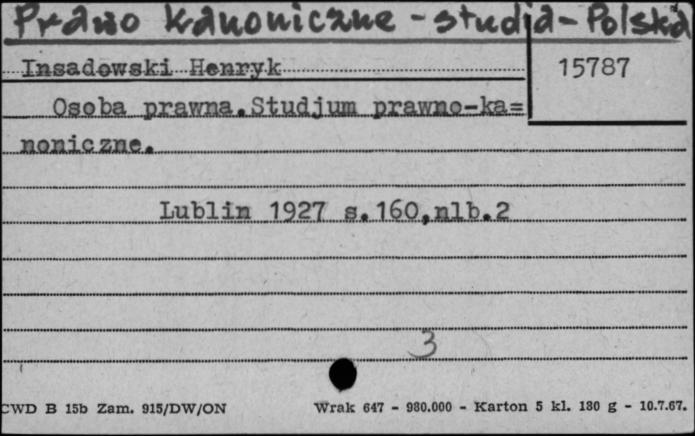 Prawo kanoniczne - studia - Polska
Insadowski Henryk
15787
Osoba prawna.Studjum prawno-ka=
noniczne.
Lublin 1927 s.160,nlb.2
3
CWD B 15b Zam. 915/DW/ON
Wrak 647 - 980.000 - Karton 5 kl. 180 g - 10.7.67.